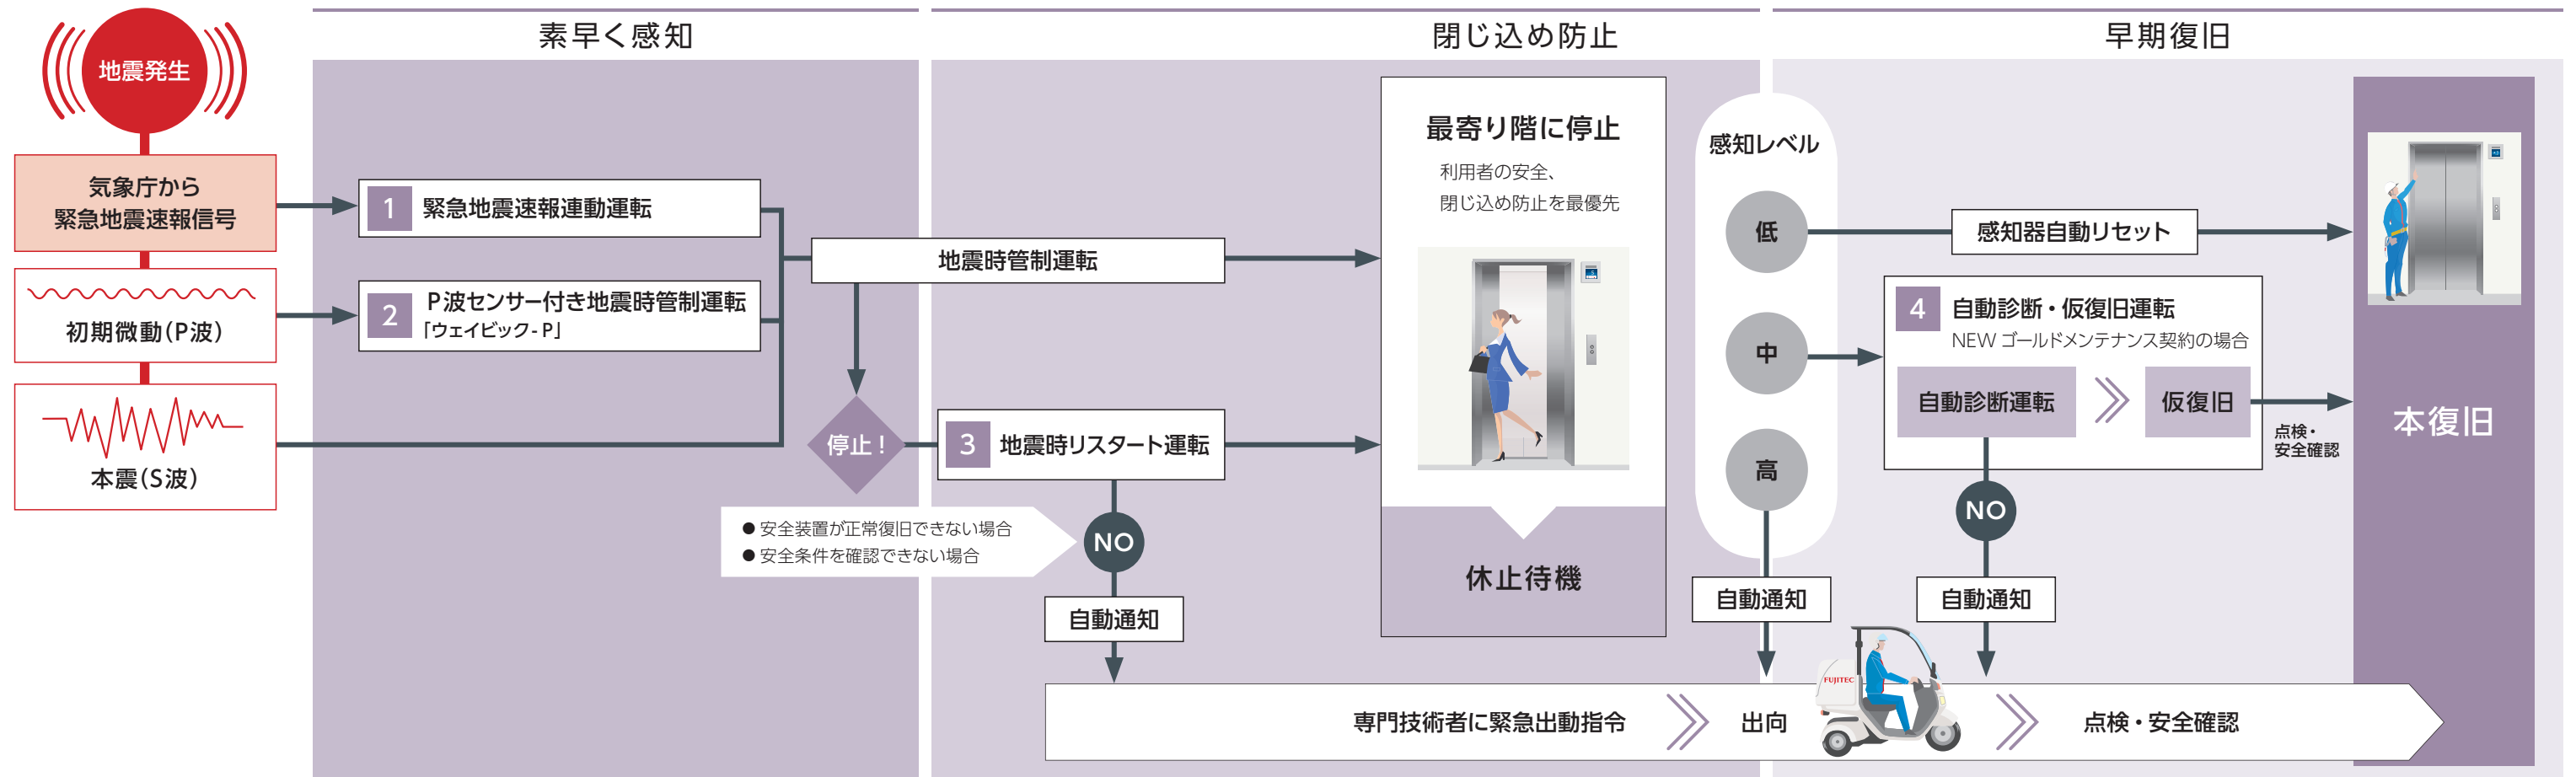 地震発生
気象庁から
緊急地震速報信号
初期微動(P波)
本震(S波)
素早く感知
1 緊急地震速報連動運転
2 P波センサー付き地震時管制運転
「ウェイビック-P」
地震時管制運転
停止！
閉じ込め防止
3 地震時リスタート運転
● 安全装置が正常復旧できない場合
● 安全条件を確認できない場合
NO
自動通知
最寄り階に停止
利用者の安全、
閉じ込め防止を最優先
休止待機
感知レベル
低
中
高
自動通知
早期復旧
感知器自動リセット
4 自動診断・仮復旧運転
NEW ゴールドメンテナンス契約の場合
自動診断運転
仮復旧
点検・
安全確認
NO
自動通知
本復旧
専門技術者に緊急出動指令
出向
FUJITEC
点検・安全確認